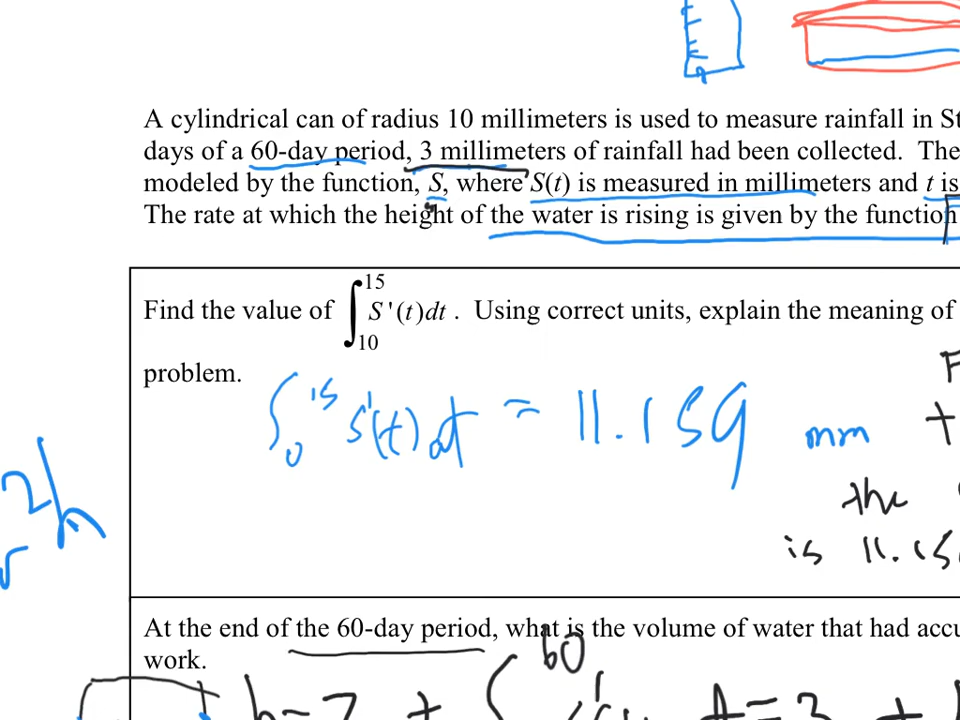 A cylindrical can of radius 10 millimeters is used to measure rainfall in St
days of a 60-day period, 3 millimeters of rainfall had been collected. The
modeled by the function, S, where S(t) is measured in millimeters and t is
The rate at which the height of the water is rising is given by the function
Find the value of ∫₁₀¹⁵ S'(t)dt . Using correct units, explain the meaning of
problem.
∫₀¹⁵ S'(t) dt = 11.159 mm
the
is 11.15
2h
At the end of the 60-day period, what is the volume of water that had accu
work.
60